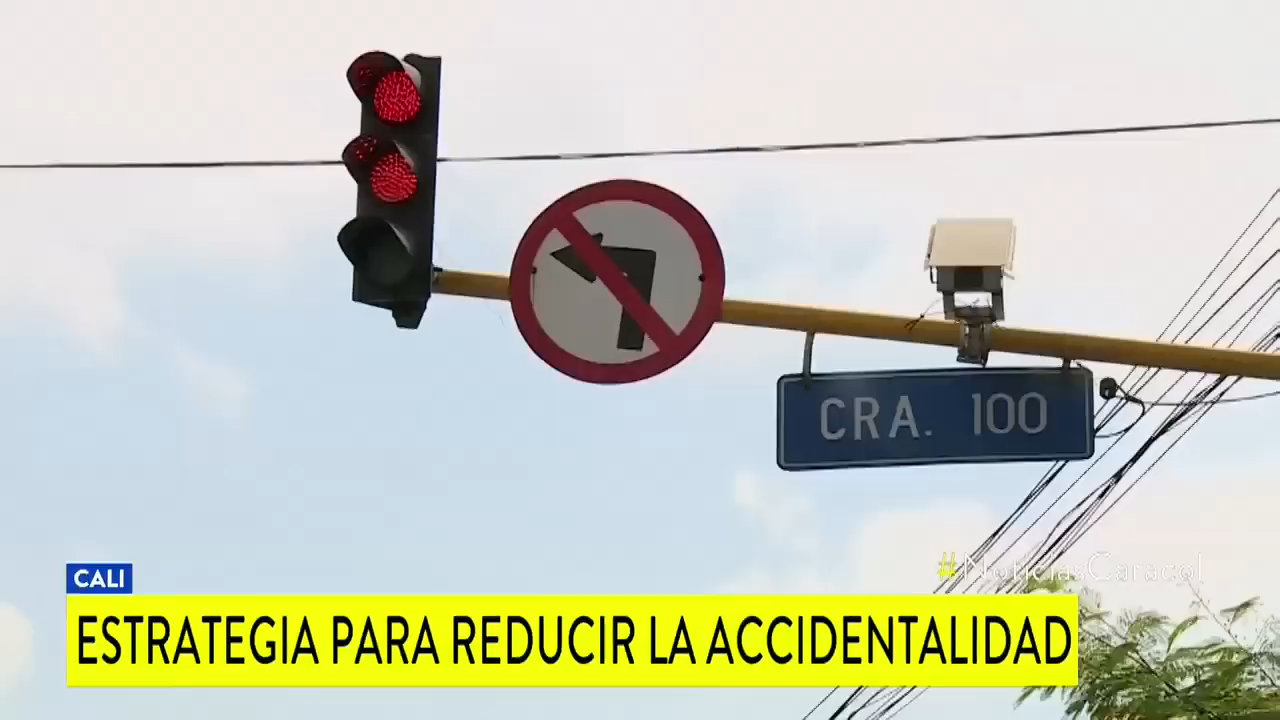 CRA. 100
#NoticiasCaracol
CALI
ESTRATEGIA PARA REDUCIR LA ACCIDENTALIDAD